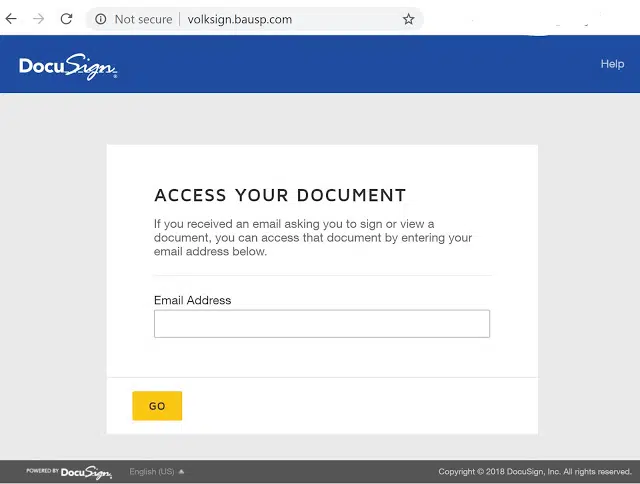 Not secure | volksign.bausp.com
DocuSign
Help
ACCESS YOUR DOCUMENT
If you received an email asking you to sign or view a
document, you can access that document by entering your
email address below.
Email Address
GO
POWERED BY DocuSign English (US) Copyright © 2018 DocuSign, Inc. All rights reserved.